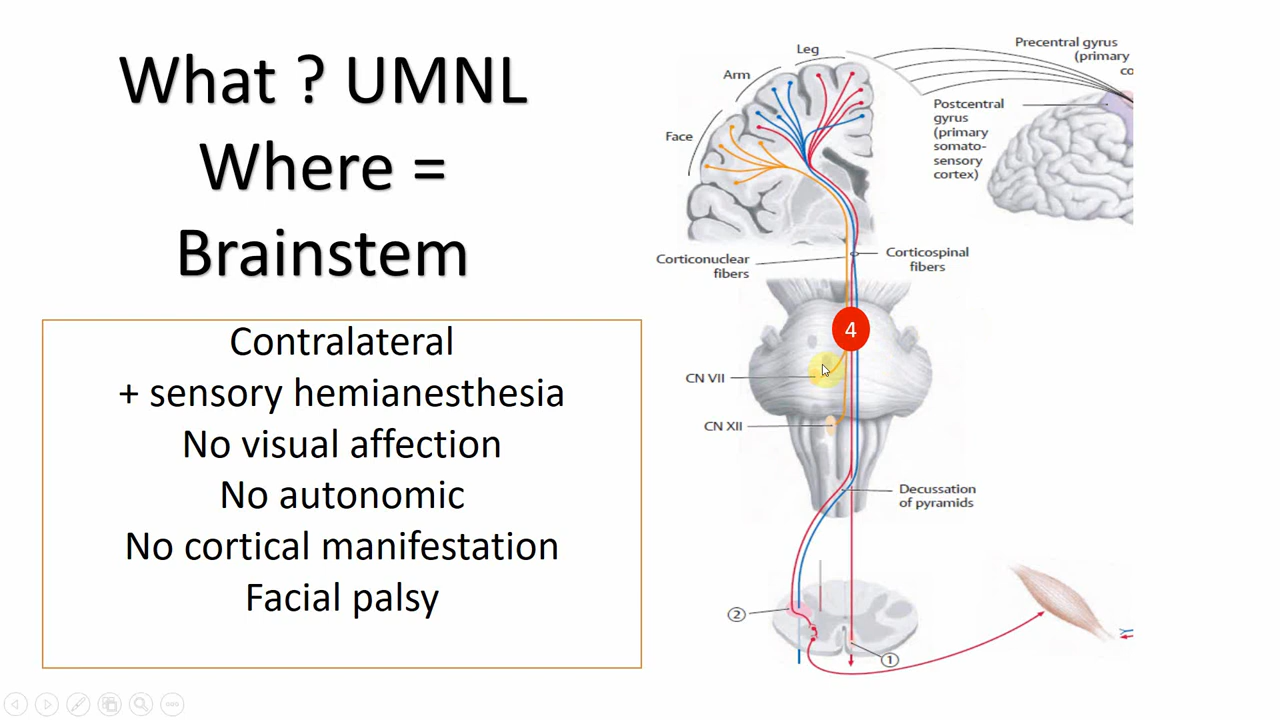 What ? UMNL
Where =
Brainstem
Contralateral
+ sensory hemianesthesia
No visual affection
No autonomic
No cortical manifestation
Facial palsy
Leg
Arm
Face
Precentral gyrus
(primary
co
Postcentral
gyrus
(primary
somato-
sensory
cortex)
Corticonuclear
fibers
Corticospinal
fibers
4
CN VII
CN XII
Decussation
of pyramids
2
1